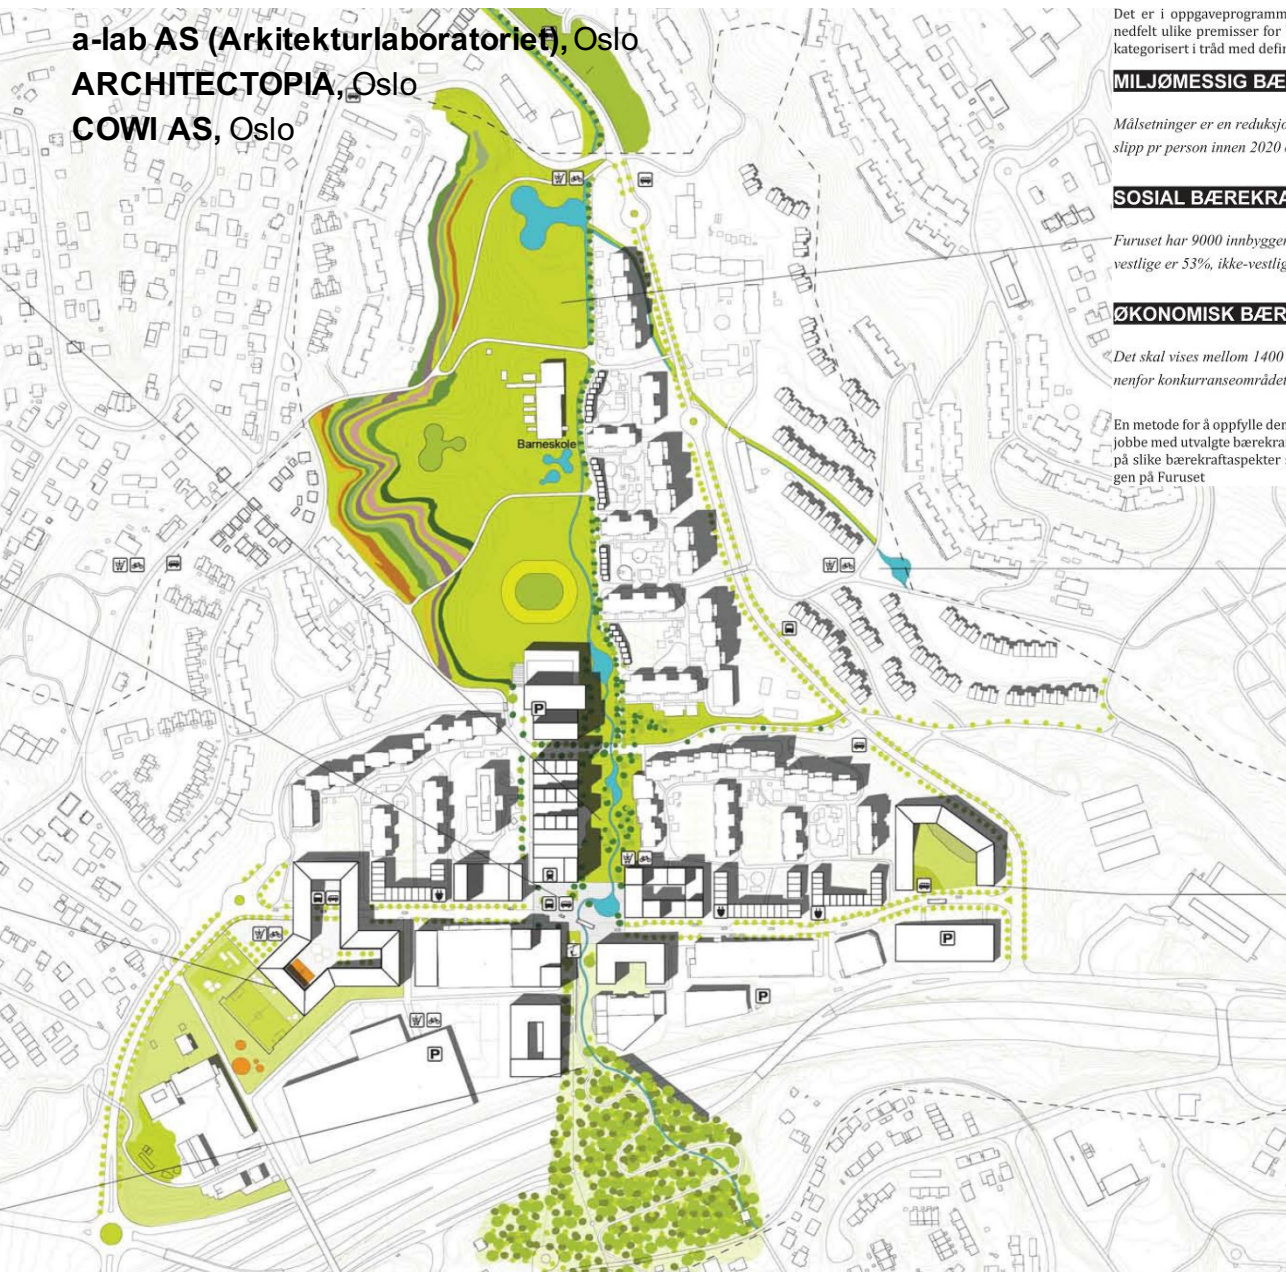 a-lab AS (Arkitekturlaboratoriet), Oslo
ARCHITECTOPIA, Oslo
COWI AS, Oslo
Det er i oppgaveprogramm
nedfelt ulike premisser for
kategorisert i tråd med defin
MILJØMESSIG BÆ
Målsetninger er en reduksjo
slipp pr person innen 2020
SOSIAL BÆREKRA
Furuset har 9000 innbygger
vestlige er 53%, ikke-vestlig
ØKONOMISK BÆR
Det skal vises mellom 1400
nenfor konkurranseområdet
En metode for å oppfylle den
jobbe med utvalgte bærekra
på slike bærekraftaspekter
gen på Furuset
Barneskole
P
P
P
P